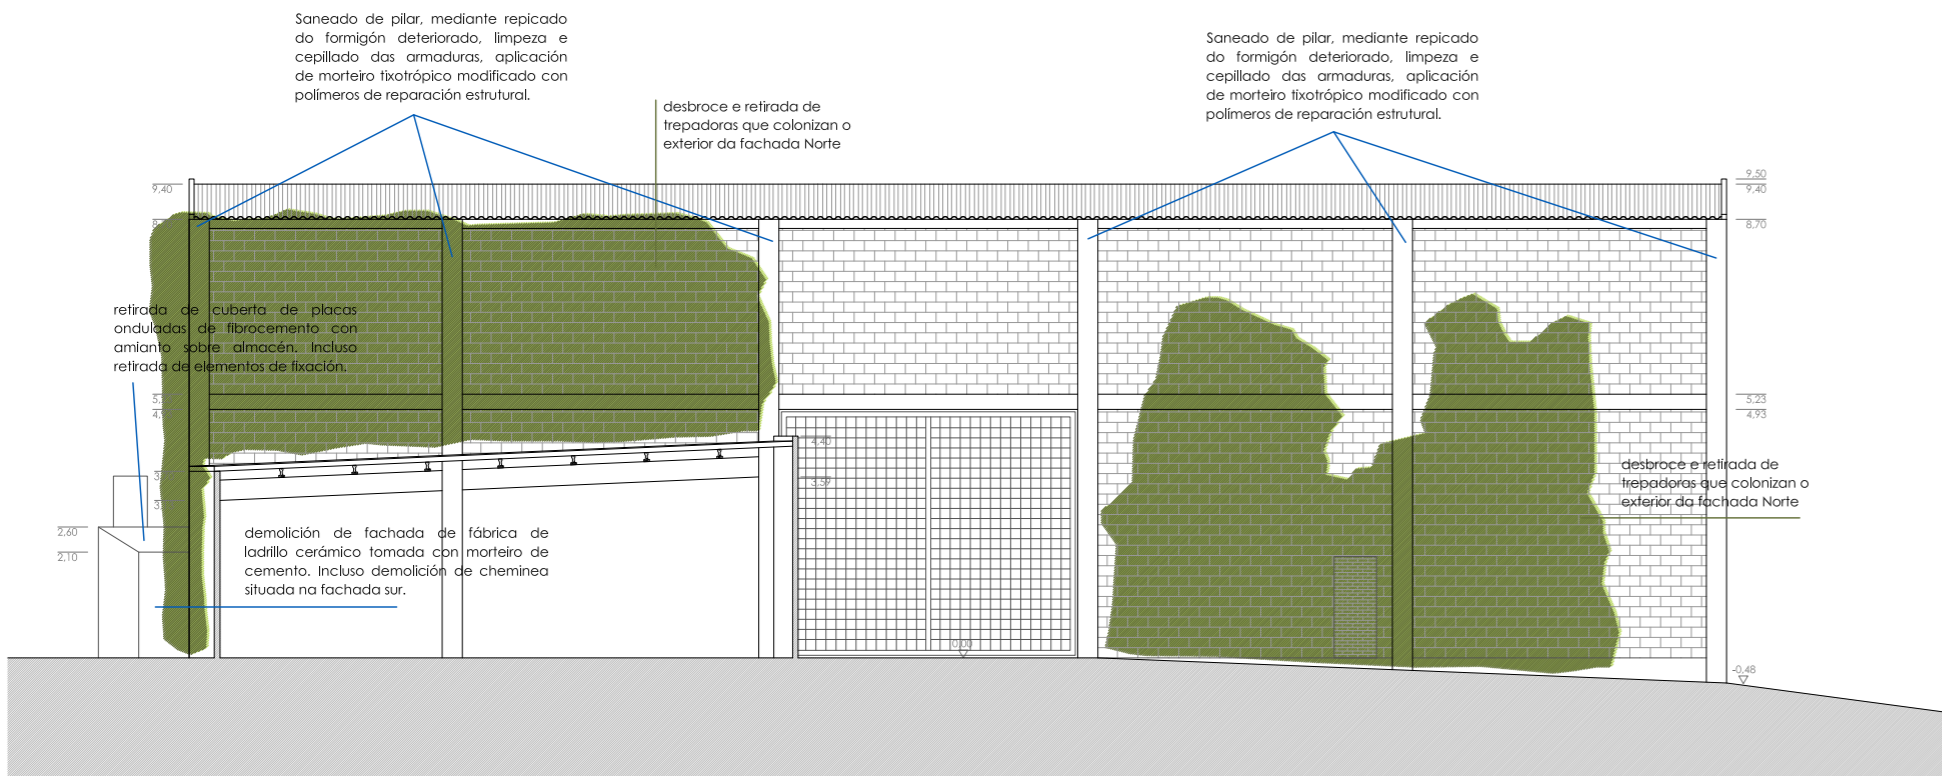 Saneado de pilar, mediante repicado
do formigón deteriorado, limpeza e
cepillado das armaduras, aplicación
de morteiro tixotrópico modificado con
polímeros de reparación estrutural.
desbroce e retirada de
trepadoras que colonizan o
exterior da fachada Norte
Saneado de pilar, mediante repicado
do formigón deteriorado, limpeza e
cepillado das armaduras, aplicación
de morteiro tixotrópico modificado con
polímeros de reparación estrutural.
9,40
9,50
9,40
8,70
retirada de cuberta de placas
onduladas de fibrocemento con
amianto sobre almacén. Incluso
retirada de elementos de fixación.
5,23
4,93
4,40
3,59
desbroce e retirada de
trepadoras que colonizan o
exterior da fachada Norte
2,60
2,10
demolición de fachada de fábrica de
ladrillo cerámico tomada con morteiro de
cemento. Incluso demolición de cheminea
situada na fachada sur.
0,00
-0,48